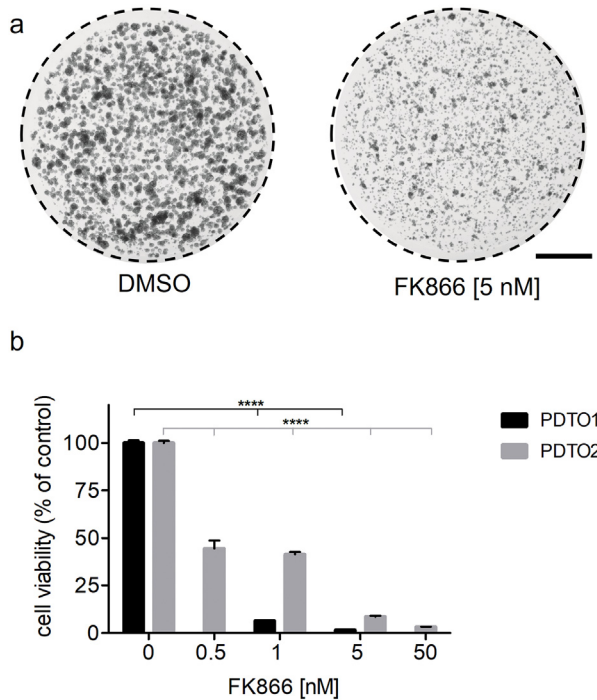 a
DMSO
FK866 [5 nM]
b
****
****
PDTO1
PDTO2
cell viability (% of control)
100
75
50
25
0
0
0.5
1
5
50
FK866 [nM]